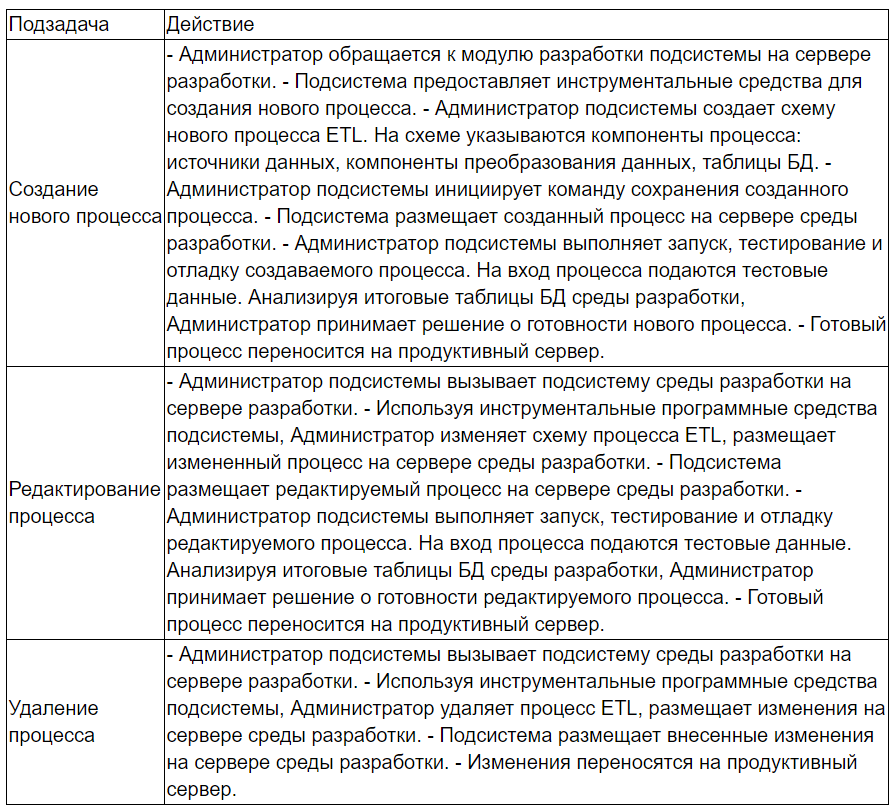 Подзадача
Действие
- Администратор обращается к модулю разработки подсистемы на сервере
разработки. - Подсистема предоставляет инструментальные средства для
создания нового процесса. - Администратор подсистемы создает схему
нового процесса ETL. На схеме указываются компоненты процесса:
источники данных, компоненты преобразования данных, таблицы БД. -
Создание
нового процесса
Администратор подсистемы инициирует команду сохранения созданного
процесса. - Подсистема размещает созданный процесс на сервере среды
разработки. - Администратор подсистемы выполняет запуск, тестирование и
отладку создаваемого процесса. На вход процесса подаются тестовые
данные. Анализируя итоговые таблицы БД среды разработки,
Администратор принимает решение о готовности нового процесса. - Готовый
процесс переносится на продуктивный сервер.
Редактирование
процесса
- Администратор подсистемы вызывает подсистему среды разработки на
сервере разработки. - Используя инструментальные программные средства
подсистемы, Администратор изменяет схему процесса ETL, размещает
измененный процесс на сервере среды разработки. - Подсистема
размещает редактируемый процесс на сервере среды разработки. -
Администратор подсистемы выполняет запуск, тестирование и отладку
редактируемого процесса. На вход процесса подаются тестовые данные.
Анализируя итоговые таблицы БД среды разработки, Администратор
принимает решение о готовности редактируемого процесса. - Готовый
процесс переносится на продуктивный сервер.
Удаление
процесса
- Администратор подсистемы вызывает подсистему среды разработки на
сервере разработки. - Используя инструментальные программные средства
подсистемы, Администратор удаляет процесс ETL, размещает изменения на
сервере среды разработки. - Подсистема размещает внесенные изменения
на сервере среды разработки. - Изменения переносятся на продуктивный
сервер.